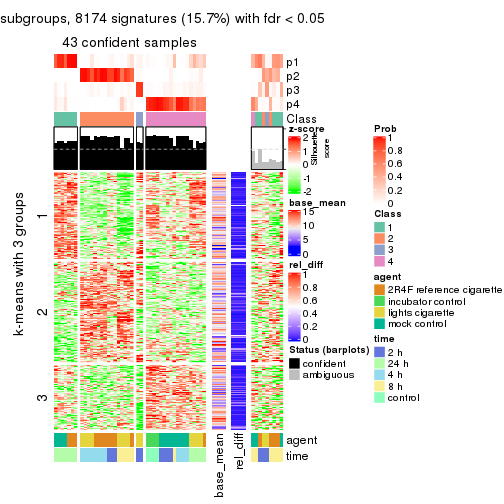 subgroups, 8174 signatures (15.7%) with fdr < 0.05
43 confident samples
p1
p2
p3
p4
Class
1
2
3
k-means with 3 groups
agent
time
base_mean
rel_diff
z-score
2
1
0
-1
-2
Silhouette
score
base_mean
15
10
5
0
rel_diff
1
0.8
0.6
0.4
0.2
0
Status (barplots)
confident
ambiguous
Prob
1
0.8
0.6
0.4
0.2
0
Class
1
2
3
4
agent
2R4F reference cigarette
incubator control
lights cigarette
mock control
time
2 h
24 h
4 h
8 h
control